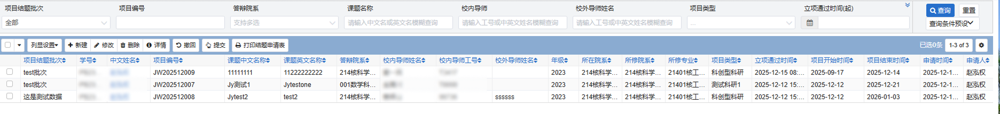 项目结题批次 项目编号 答辩院系 课题名称 校内导师 校外导师姓名 项目类型 立项通过时间(起) 查询 重置
全部 支持多选 请输入中文名或英文名模糊查询 请输入工号或中英文姓名模糊查询 请输入工号或中英文姓名模糊查询 ... 查询条件预设
列显设置 新建 修改 删除 详情 撤回 提交 打印结题申请表 已选0条 1-3 of 3
项目结题批次 学号 中文姓名 项目编号 课题中文名称 课题英文名称 答辩院系 校内导师姓名 校内导师工号 校外导师姓名 年级 所在院系 所修院系 所修专业 项目类型 立项通过时间 项目开始时间 项目结束时间 申请时间 申请人
test批次 JW202512009 11111111 11222222222 214核科学... 2023 214核科学... 214核科学... 21401核工... 科创型科研 2025-12-15 08:... 2025-09-17 2025-12-14 2025-12-1... 赵泓权
test批次 JW202512007 Jy测试1 Jytestone 001数学科... 2023 214核科学... 214核科学... 21401核工... 测试科研1 2025-12-12 15:... 2025-12-12 2025-12-21 2025-12-1... 赵泓权
这是测试数据 JW202512008 Jytest2 test2 214核科学... ssssss 2023 214核科学... 214核科学... 21401核工... 科创型科研 2025-12-12 15:... 2025-12-12 2026-01-03 2025-12-1... 赵泓权